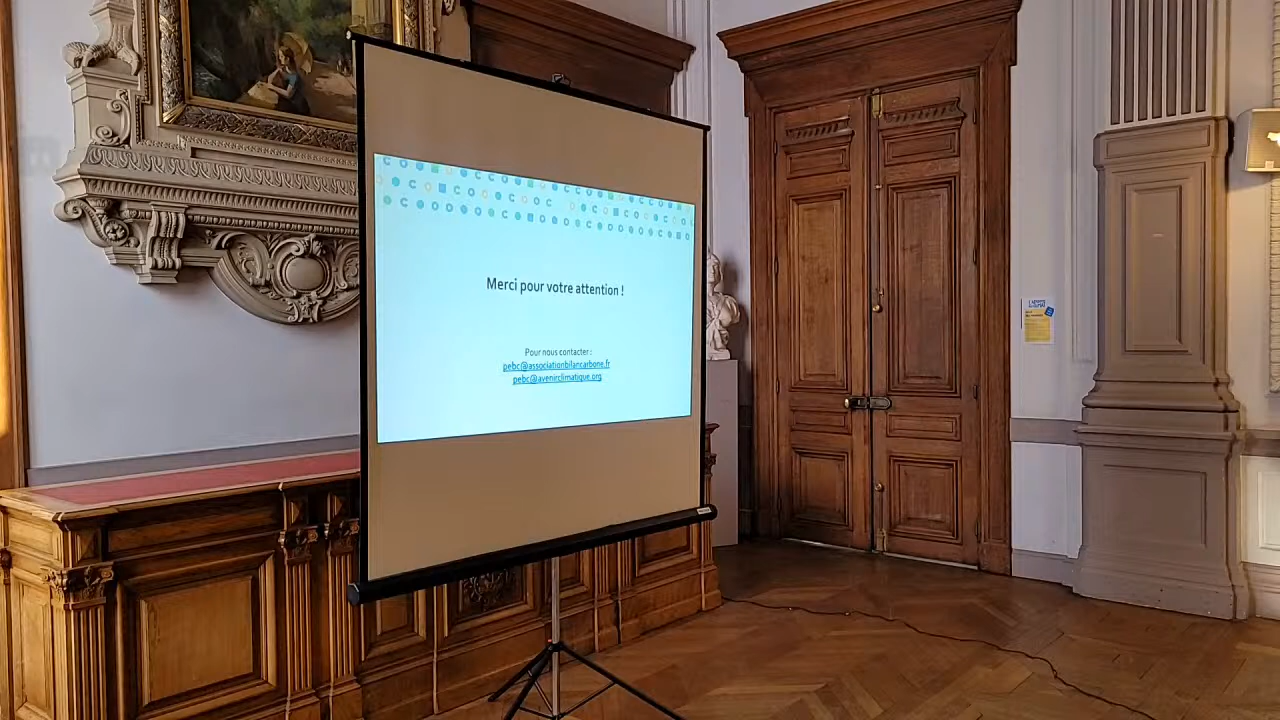 Merci pour votre attention !
Pour nous contacter :
pebc@associationbilancarbone.fr
pebc@avenirclimatique.org